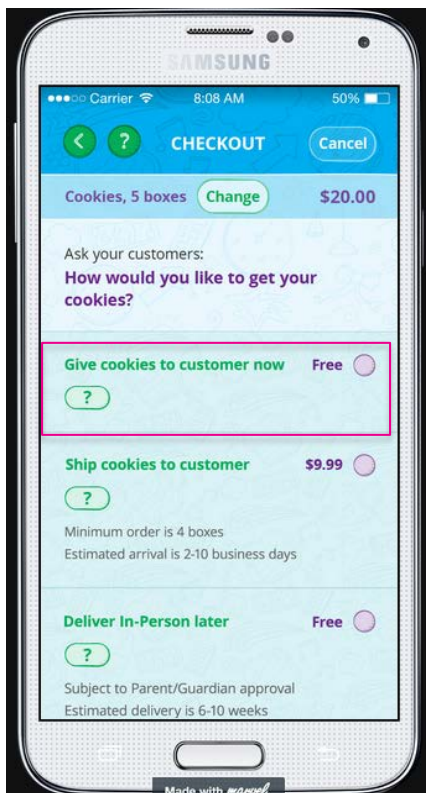 SAMSUNG
Carrier 8:08 AM 50%
< ? CHECKOUT Cancel
Cookies, 5 boxes Change $20.00
Ask your customers:
How would you like to get your
cookies?
Give cookies to customer now Free
?
Ship cookies to customer $9.99
?
Minimum order is 4 boxes
Estimated arrival is 2-10 business days
Deliver In-Person later Free
?
Subject to Parent/Guardian approval
Estimated delivery is 6-10 weeks
Made with marvel